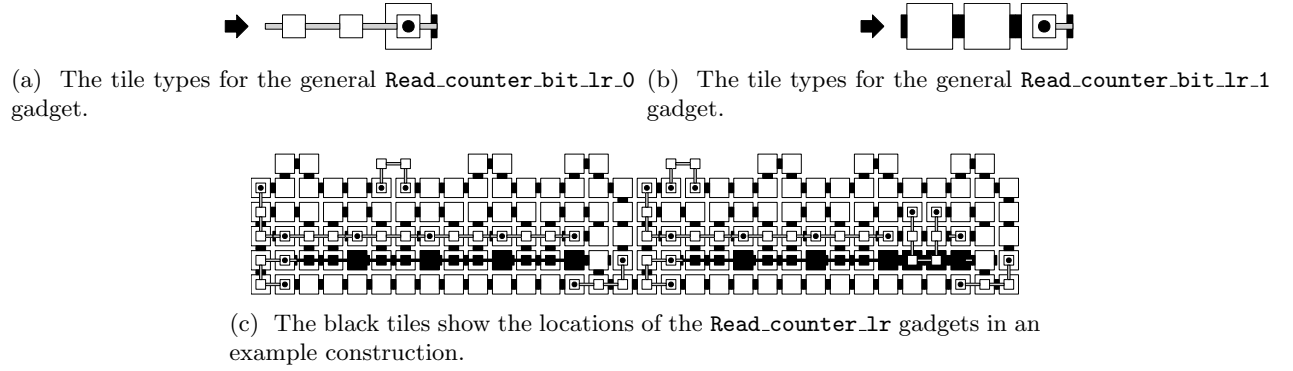 (a) The tile types for the general Read_counter_bit_lr_0
gadget.
(b) The tile types for the general Read_counter_bit_lr_1
gadget.
(c) The black tiles show the locations of the Read_counter_lr gadgets in an
example construction.